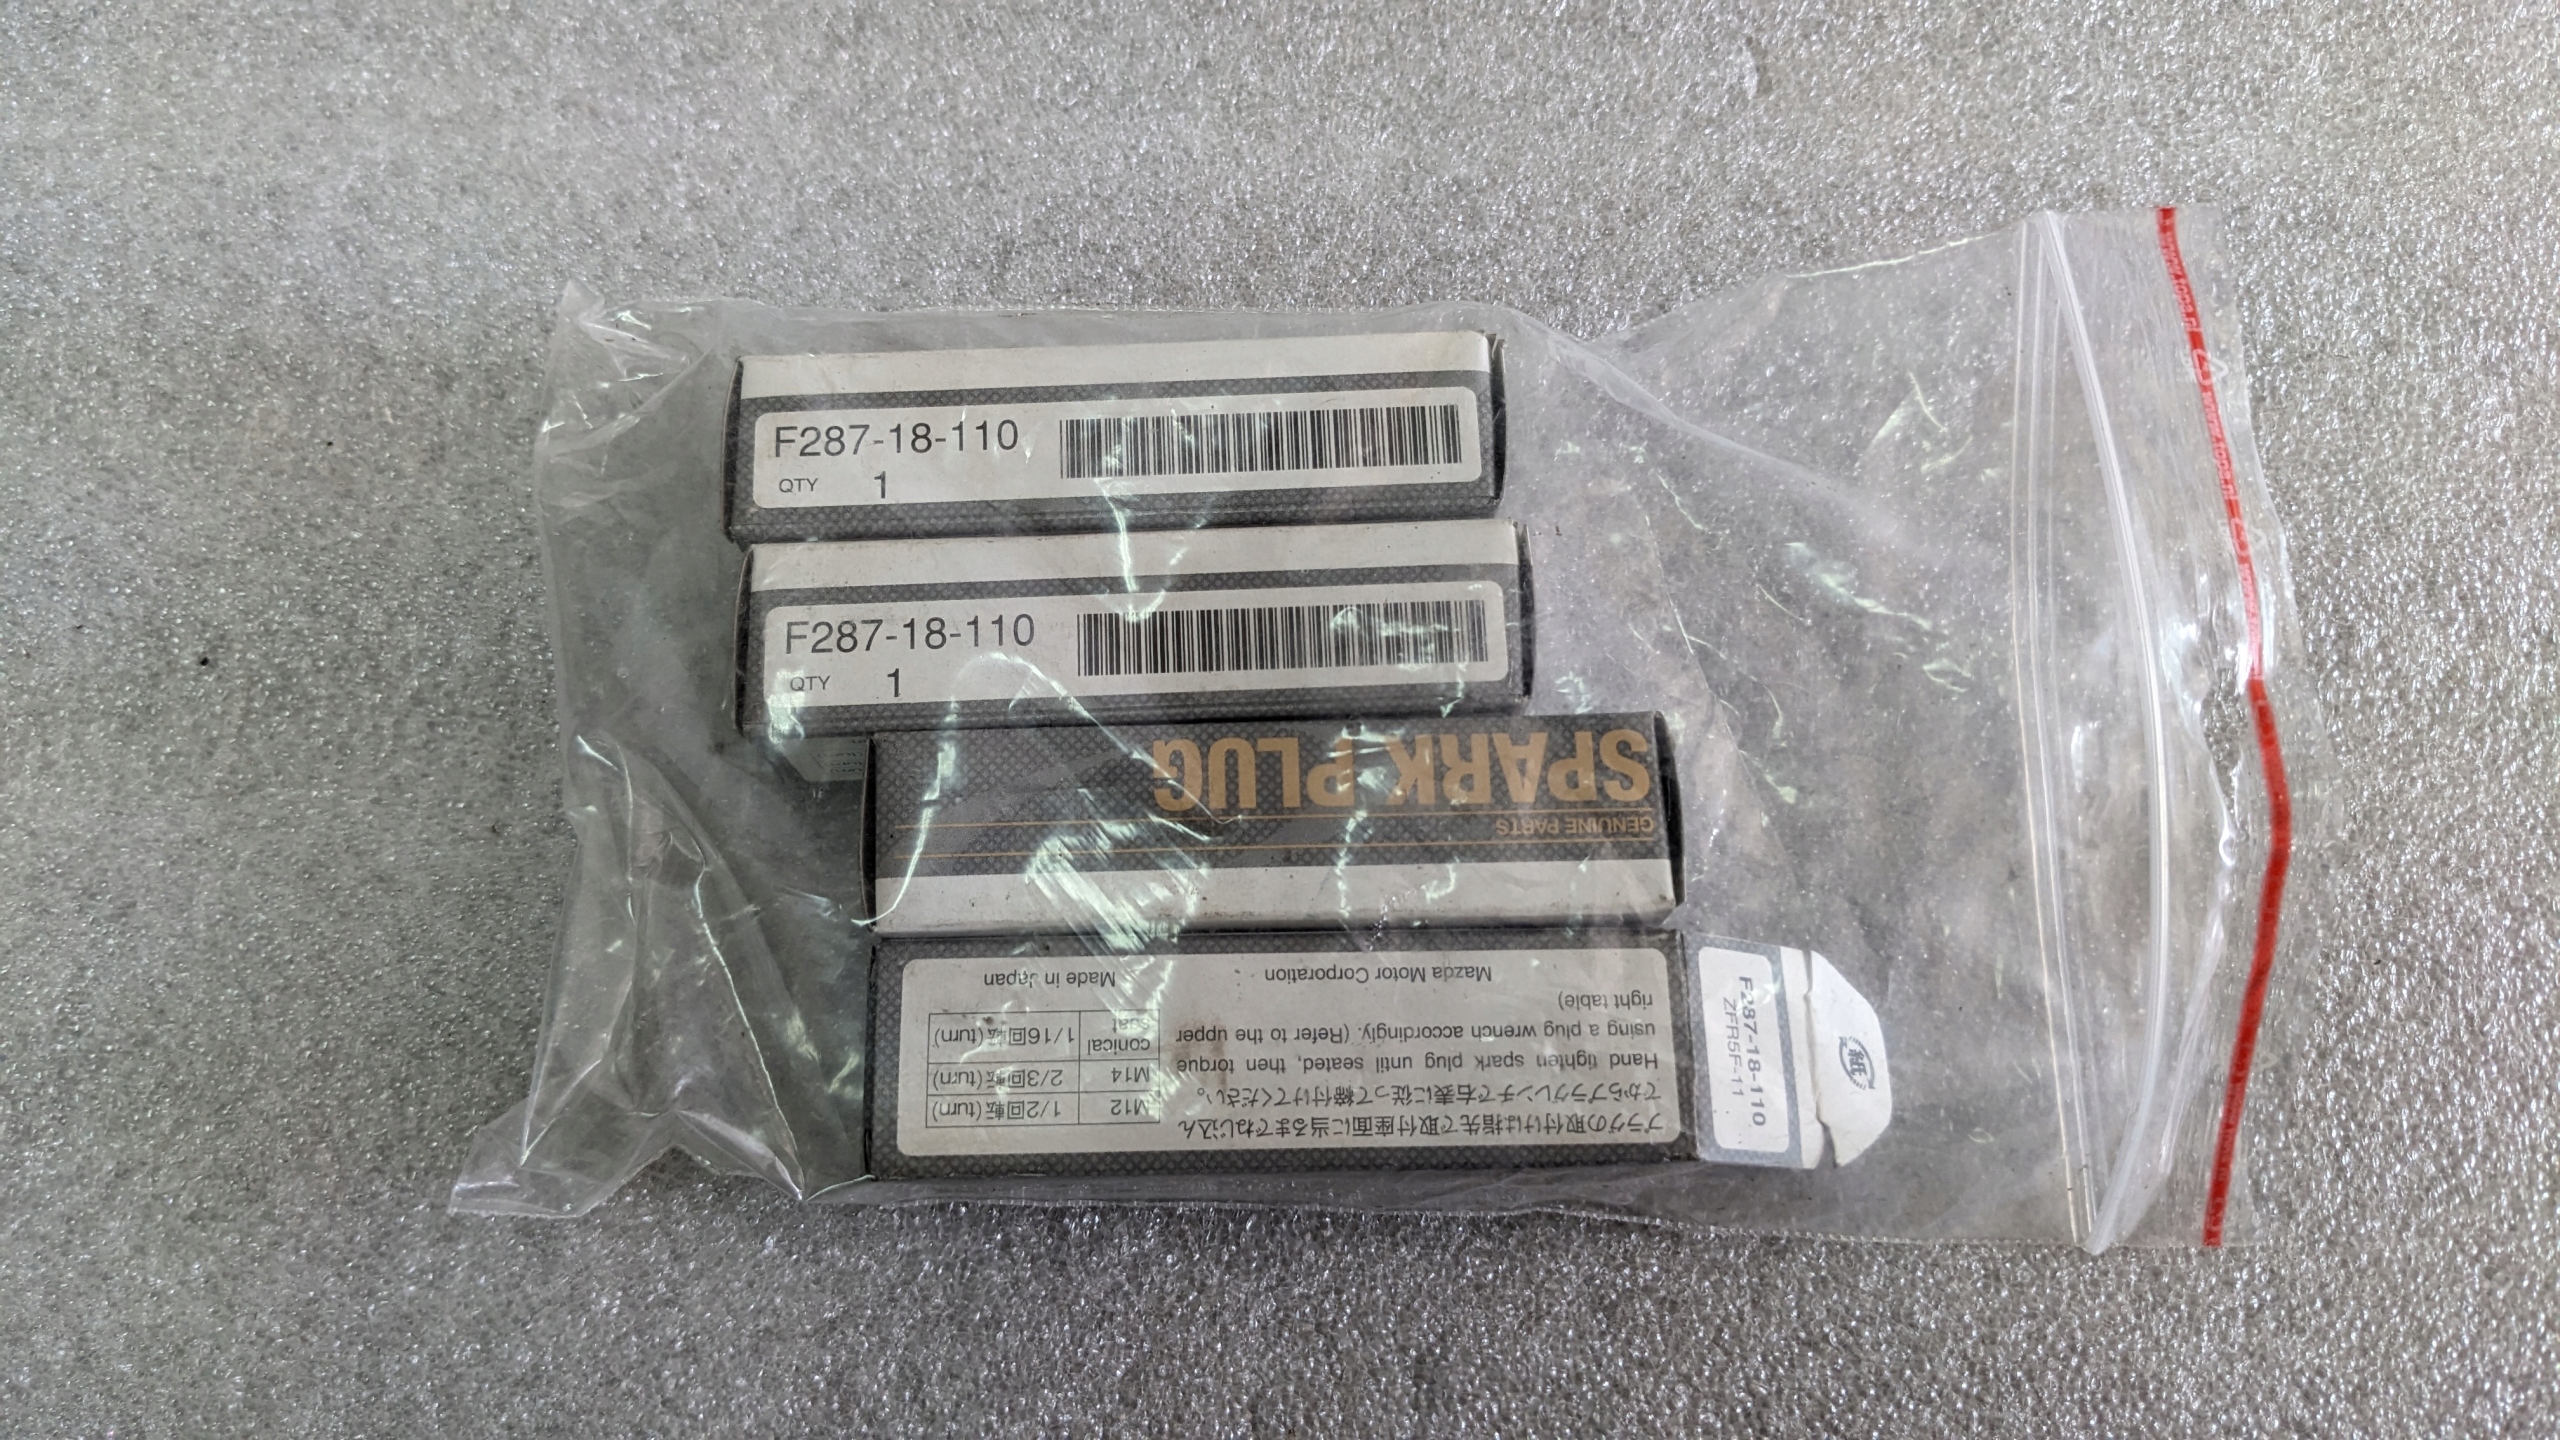 F287-18-110
QTY 1
F287-18-110
QTY 1
GENUINE PARTS
SPARK PLUG
プラグの取付けは指先で取付座面に当るまでねじ込ん
でからプラグレンチで右表に従って締付けてください。
Hand tighten spark plug until seated, then torque
using a plug wrench accordingly. (Refer to the upper
right table)
M12 1/2回転(turn)
M14 2/3回転(turn)
conical seat 1/16回転(turn)
Mazda Motor Corporation Made in Japan
F287-18-110
ZFR5F-11
紙